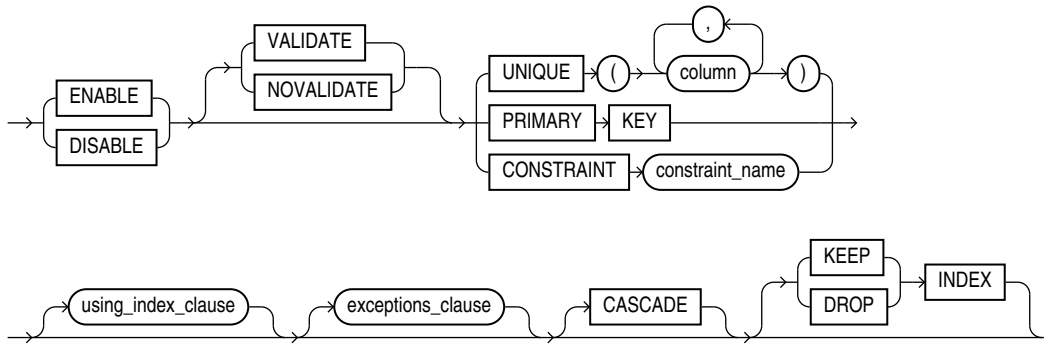 ,
VALIDATE
UNIQUE ( column )
NOVALIDATE
ENABLE
PRIMARY KEY
DISABLE
CONSTRAINT constraint_name
KEEP
using_index_clause exceptions_clause CASCADE INDEX
DROP